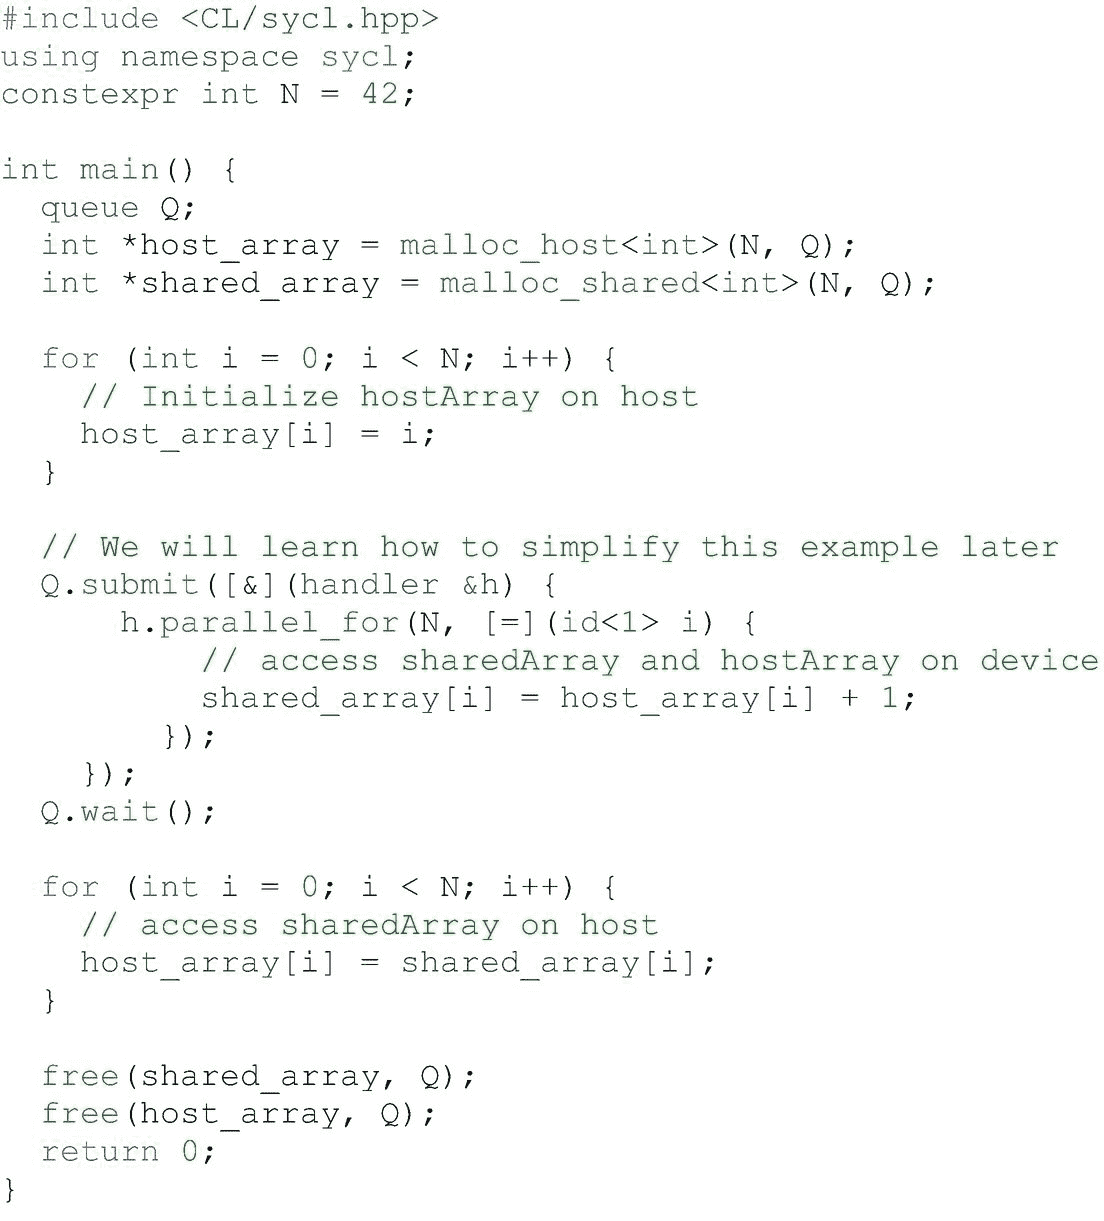 #include <CL/sycl.hpp>
using namespace sycl;
constexpr int N = 42;

int main() {
  queue Q;
  int *host_array = malloc_host<int>(N, Q);
  int *shared_array = malloc_shared<int>(N, Q);

  for (int i = 0; i < N; i++) {
    // Initialize hostArray on host
    host_array[i] = i;
  }

  // We will learn how to simplify this example later
  Q.submit([&](handler &h) {
      h.parallel_for(N, [=](id<1> i) {
          // access sharedArray and hostArray on device
          shared_array[i] = host_array[i] + 1;
        });
    });
  Q.wait();

  for (int i = 0; i < N; i++) {
    // access sharedArray on host
    host_array[i] = shared_array[i];
  }

  free(shared_array, Q);
  free(host_array, Q);
  return 0;
}